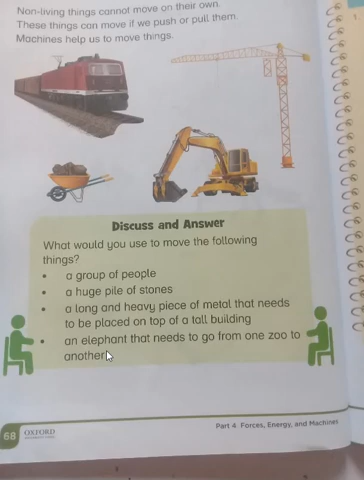 Non-living things cannot move on their own.
These things can move if we push or pull them.
Machines help us to move things.
1.
Discuss and Answer
What would you use to move the following
things?
• a group of people
• a huge pile of stones
• a long and heavy piece of metal that needs
to be placed on top of a tall building
• an elephant that needs to go from one zoo to
another
68 OXFORD
Part 4 Forces, Energy, and Machines